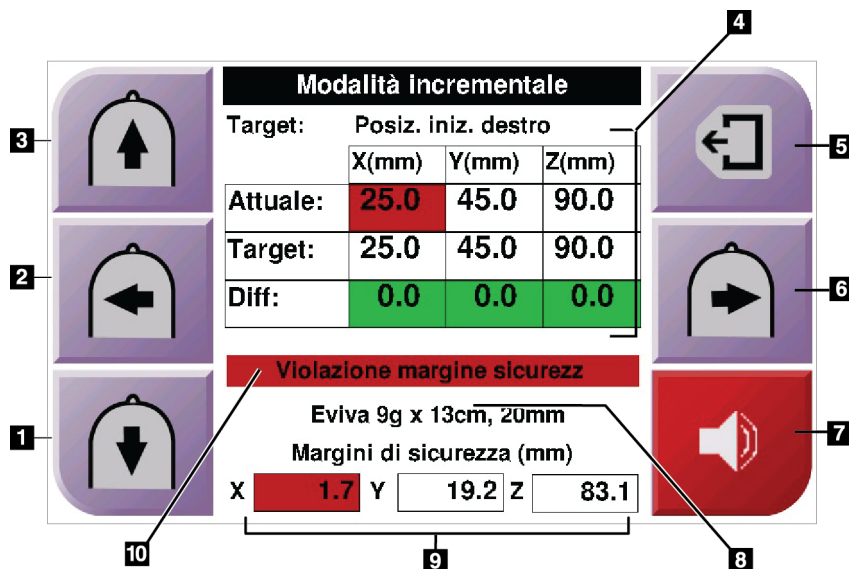 4
Modalità incrementale
Target: Posiz. iniz. destro
3
5
X(mm) Y(mm) Z(mm)
Attuale: 25.0 45.0 90.0
Target: 25.0 45.0 90.0
2
6
Diff: 0.0 0.0 0.0
Violazione margine sicurezz
Eviva 9g x 13cm, 20mm
1
7
Margini di sicurezza (mm)
X 1.7 Y 19.2 Z 83.1
10
9
8